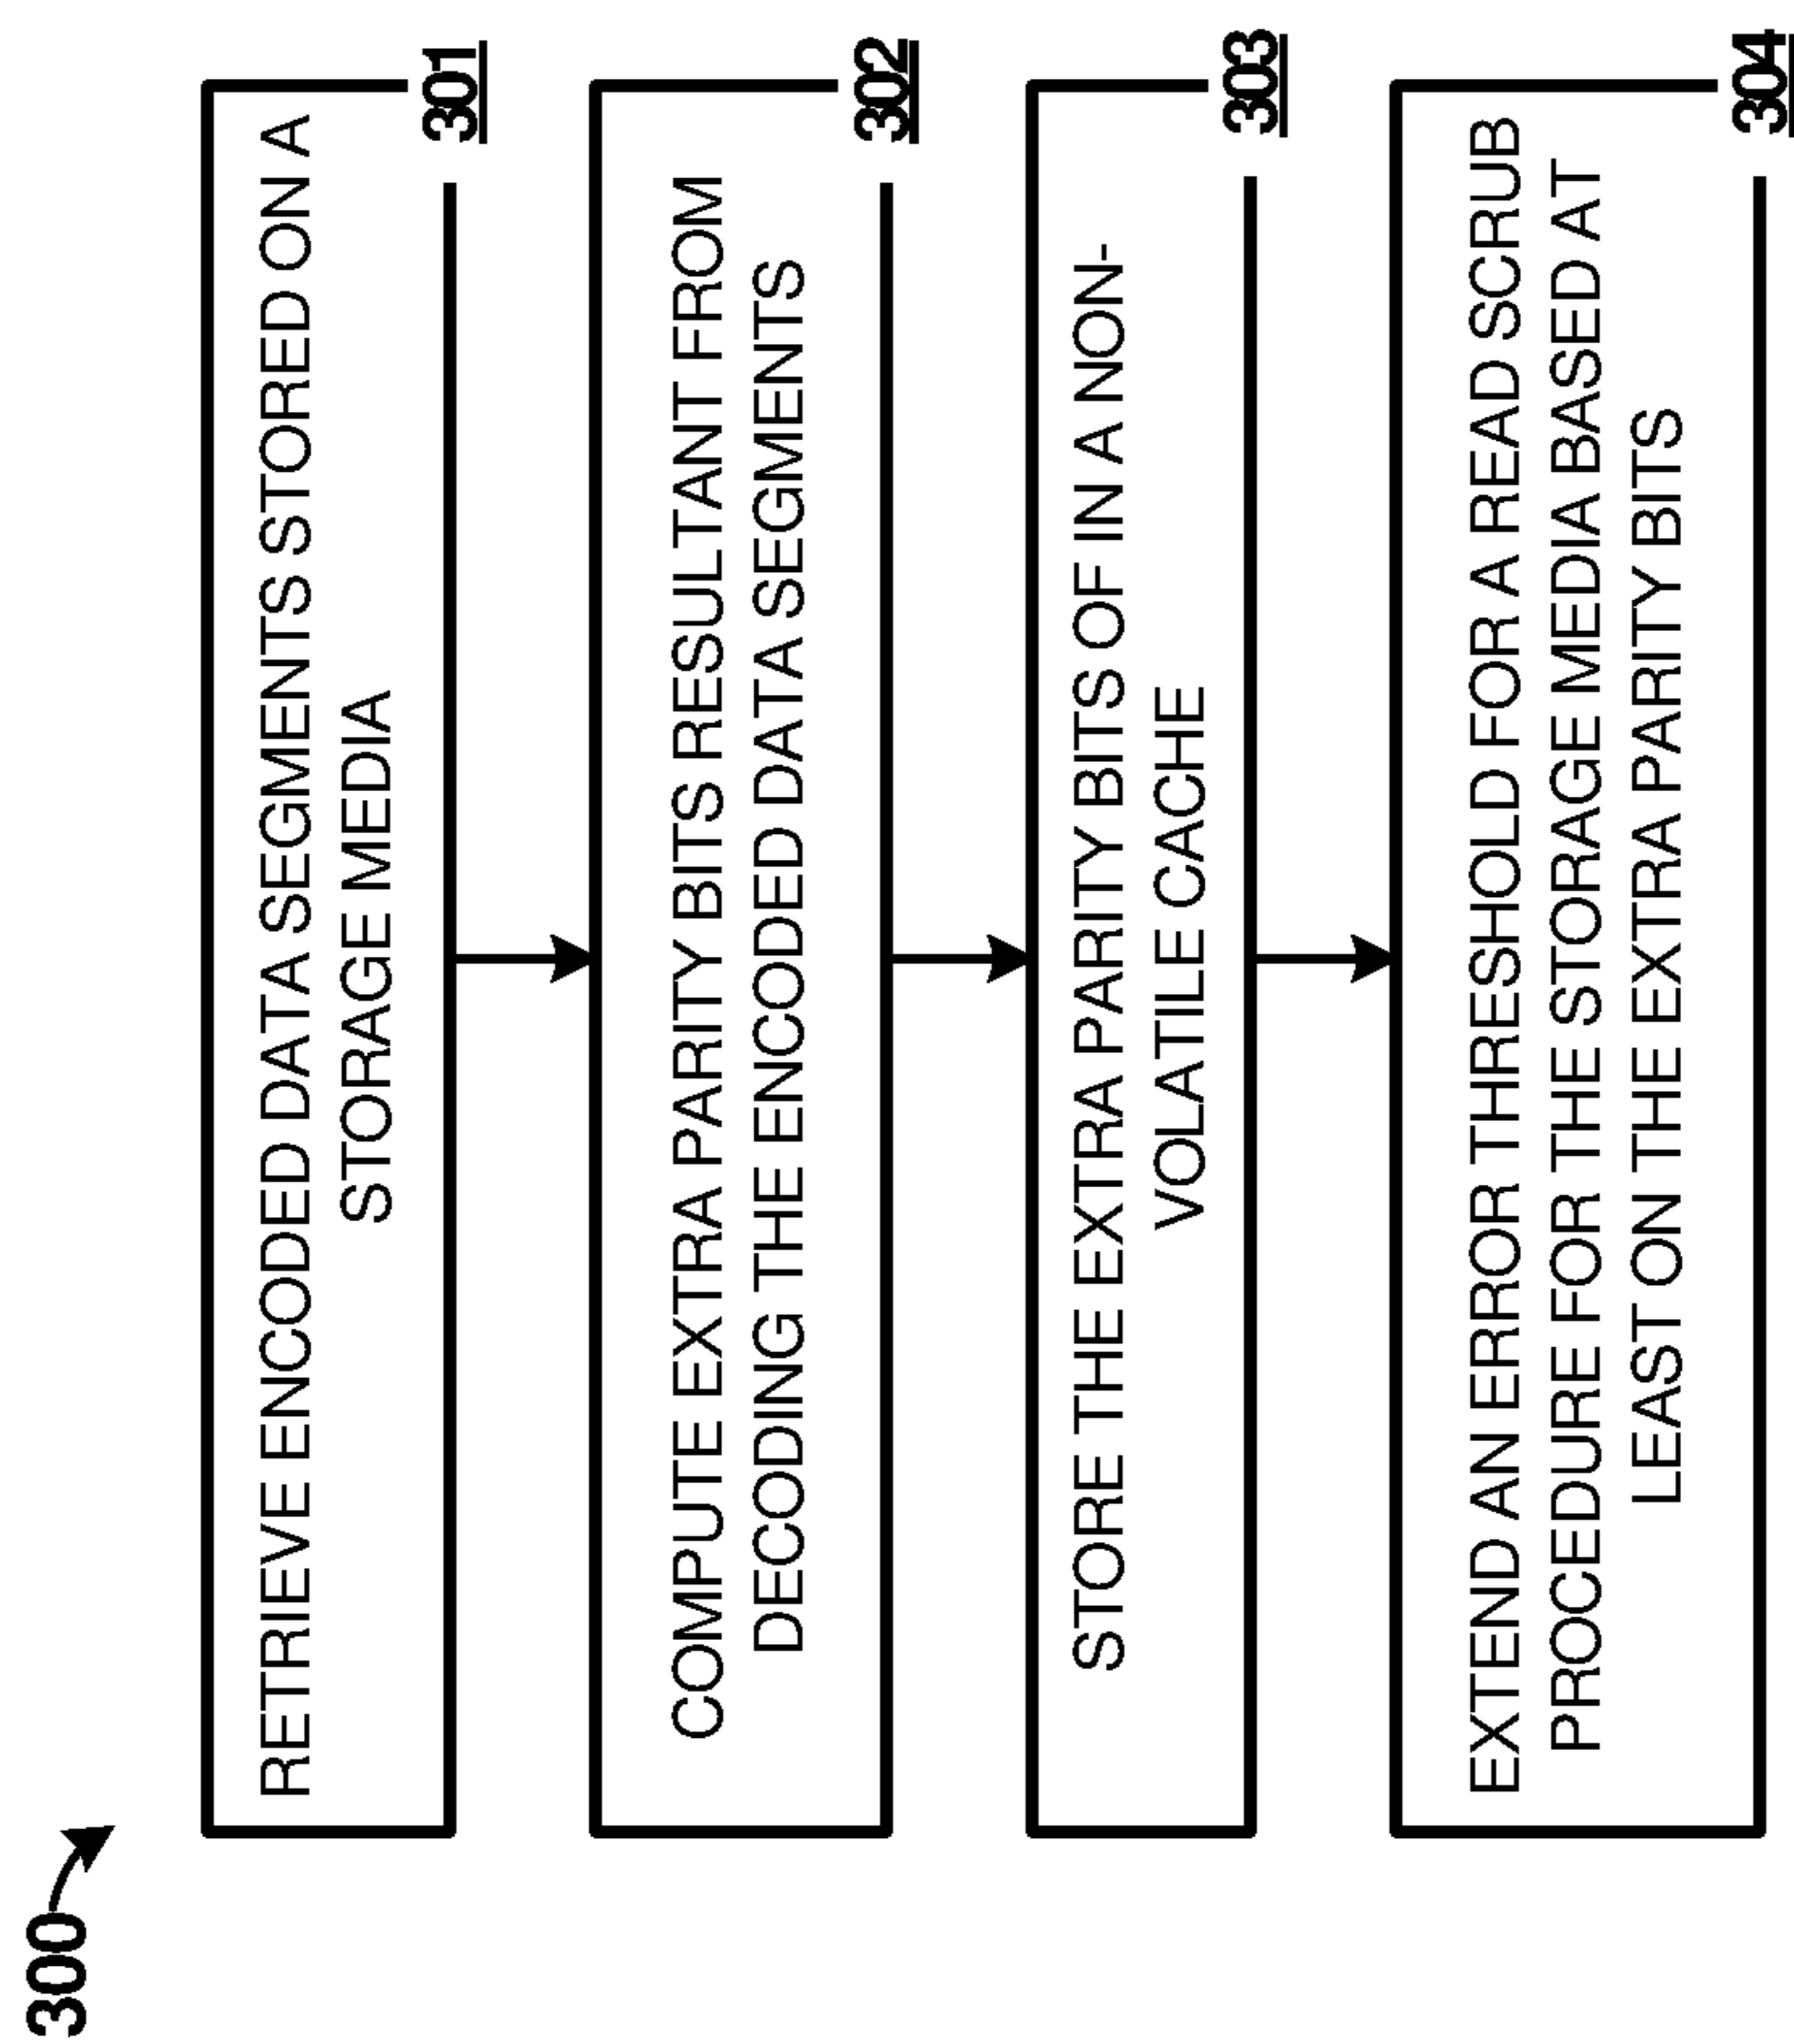 300
RETRIEVE ENCODED DATA SEGMENTS STORED ON A
STORAGE MEDIA
301
COMPUTE EXTRA PARITY BITS RESULTANT FROM
DECODING THE ENCODED DATA SEGMENTS
302
STORE THE EXTRA PARITY BITS OF IN A NON-
VOLATILE CACHE
303
EXTEND AN ERROR THRESHOLD FOR A READ SCRUB
PROCEDURE FOR THE STORAGE MEDIA BASED AT
LEAST ON THE EXTRA PARITY BITS
304